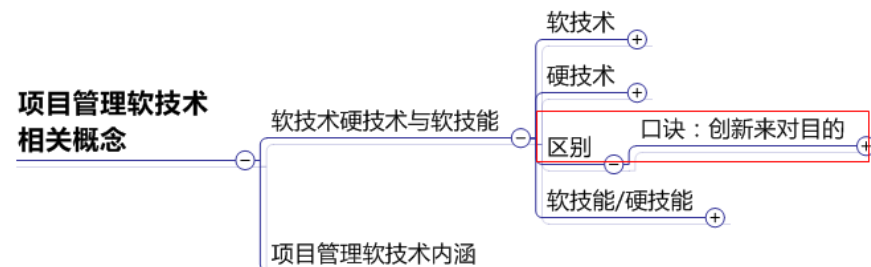 项目管理软技术
相关概念
软技术硬技术与软技能
软技术
硬技术
区别
口诀：创新来对目的
软技能/硬技能
项目管理软技术内涵